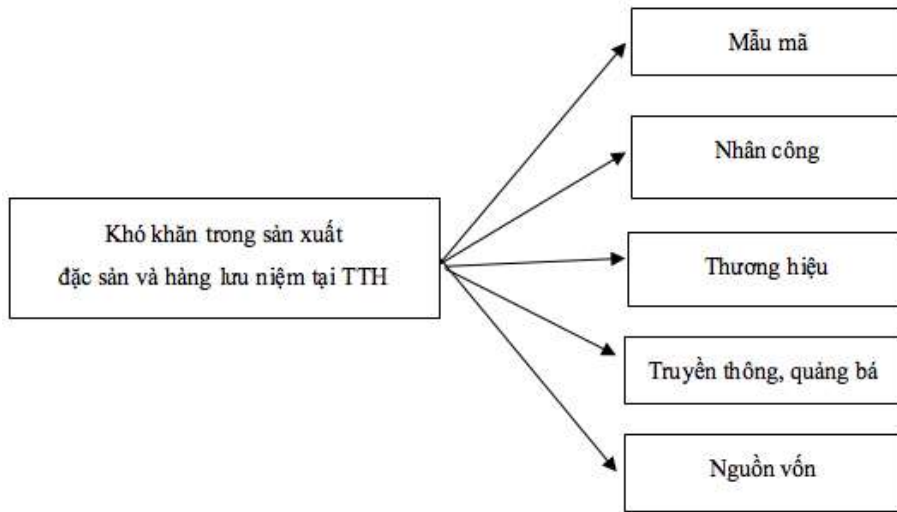 Mẫu mã
Nhân công
Khó khăn trong sản xuất
đặc sản và hàng lưu niệm tại TTH
Thương hiệu
Truyền thông, quảng bá
Nguồn vốn